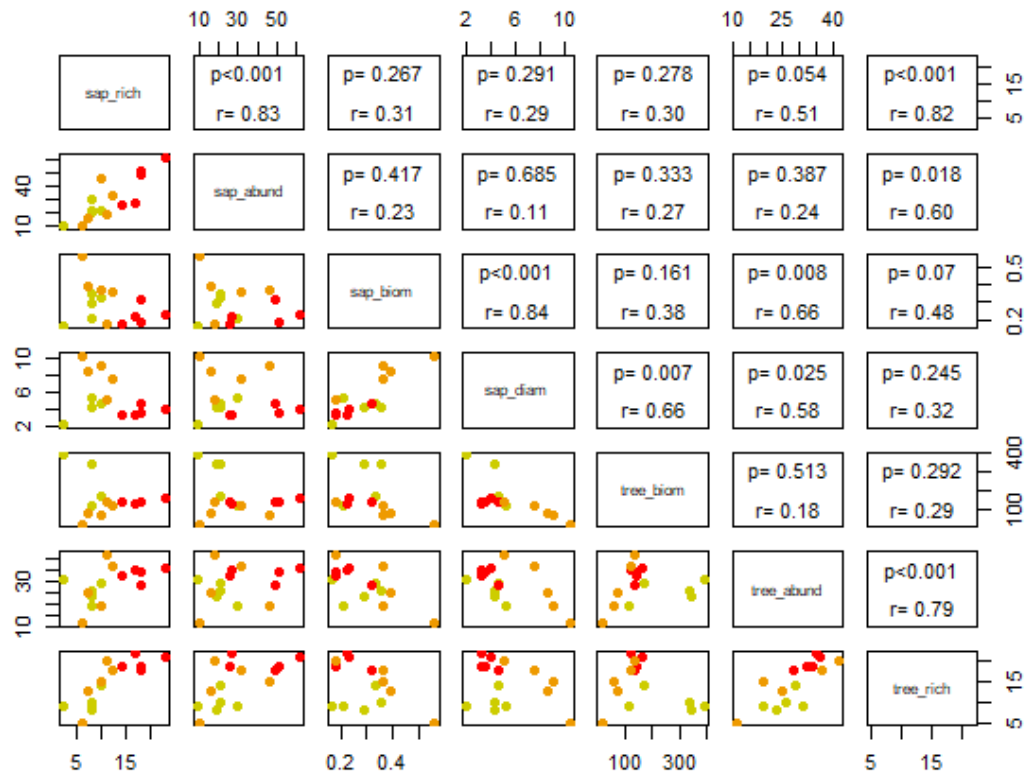 10 30 50 2 6 10 10 20 30 40
sap_rich
p<0.001
r= 0.83
p= 0.267
r= 0.31
p= 0.291
r= 0.29
p= 0.278
r= 0.30
p= 0.054
r= 0.51
p<0.001
r= 0.82
5 15
10 40
sap_abund
p= 0.417
r= 0.23
p= 0.685
r= 0.11
p= 0.333
r= 0.27
p= 0.387
r= 0.24
p= 0.018
r= 0.60
sap_biom
p<0.001
r= 0.84
p= 0.161
r= 0.38
p= 0.008
r= 0.66
p= 0.07
r= 0.48
0.2 0.5
2 6 10
sap_diam
p= 0.007
r= 0.66
p= 0.025
r= 0.58
p= 0.245
r= 0.32
tree_biom
p= 0.513
r= 0.18
p= 0.292
r= 0.29
100 400
10 30
tree_abund
p<0.001
r= 0.79
tree_rich
5 15
5 15 0.2 0.4 100 300 5 15